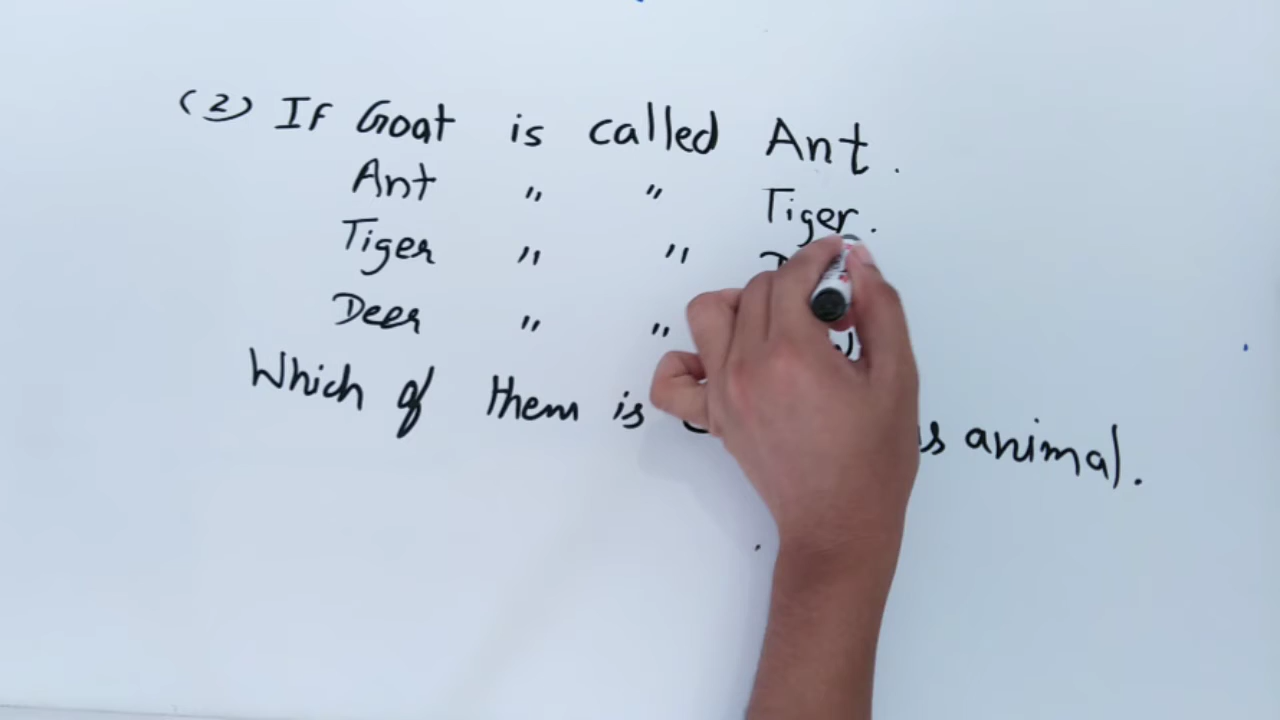 (2) If Goat is called Ant.
Ant " " Tiger.
Tiger " "
Deer " "
Which of them is animal.